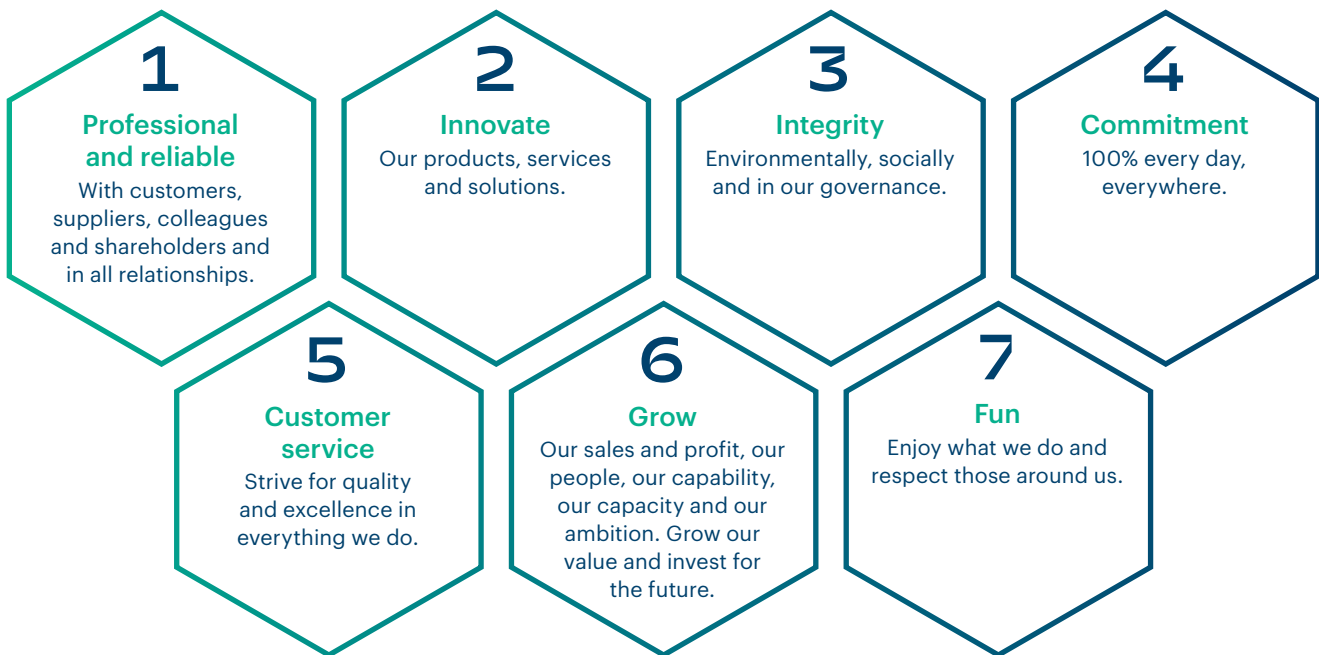 1
Professional
and reliable
With customers,
suppliers, colleagues
and shareholders and
in all relationships.
2
Innovate
Our products, services
and solutions.
3
Integrity
Environmentally, socially
and in our governance.
4
Commitment
100% every day,
everywhere.
5
Customer
service
Strive for quality
and excellence in
everything we do.
6
Grow
Our sales and profit, our
people, our capability,
our capacity and our
ambition. Grow our
value and invest for
the future.
7
Fun
Enjoy what we do and
respect those around us.